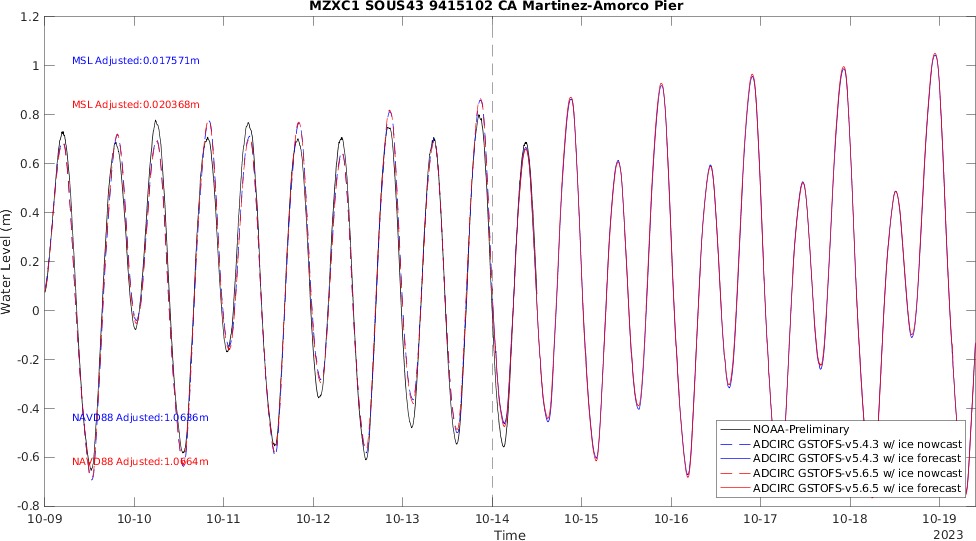 MZXC1 SOUS43 9415102 CA Martinez-Amorco Pier
1.2
1
0.8
0.6
0.4
0.2
0
-0.2
-0.4
-0.6
-0.8
Water Level (m)
MSL Adjusted:0.017571m
MSL Adjusted:0.020368m
NAVD88 Adjusted:1.0636m
NAVD88 Adjusted:1.0664m
NOAA-Preliminary
ADCIRC GSTOFS-v5.4.3 w/ ice nowcast
ADCIRC GSTOFS-v5.4.3 w/ ice forecast
ADCIRC GSTOFS-v5.6.5 w/ ice nowcast
ADCIRC GSTOFS-v5.6.5 w/ ice forecast
10-09 10-10 10-11 10-12 10-13 10-14 10-15 10-16 10-17 10-18 10-19
Time
2023